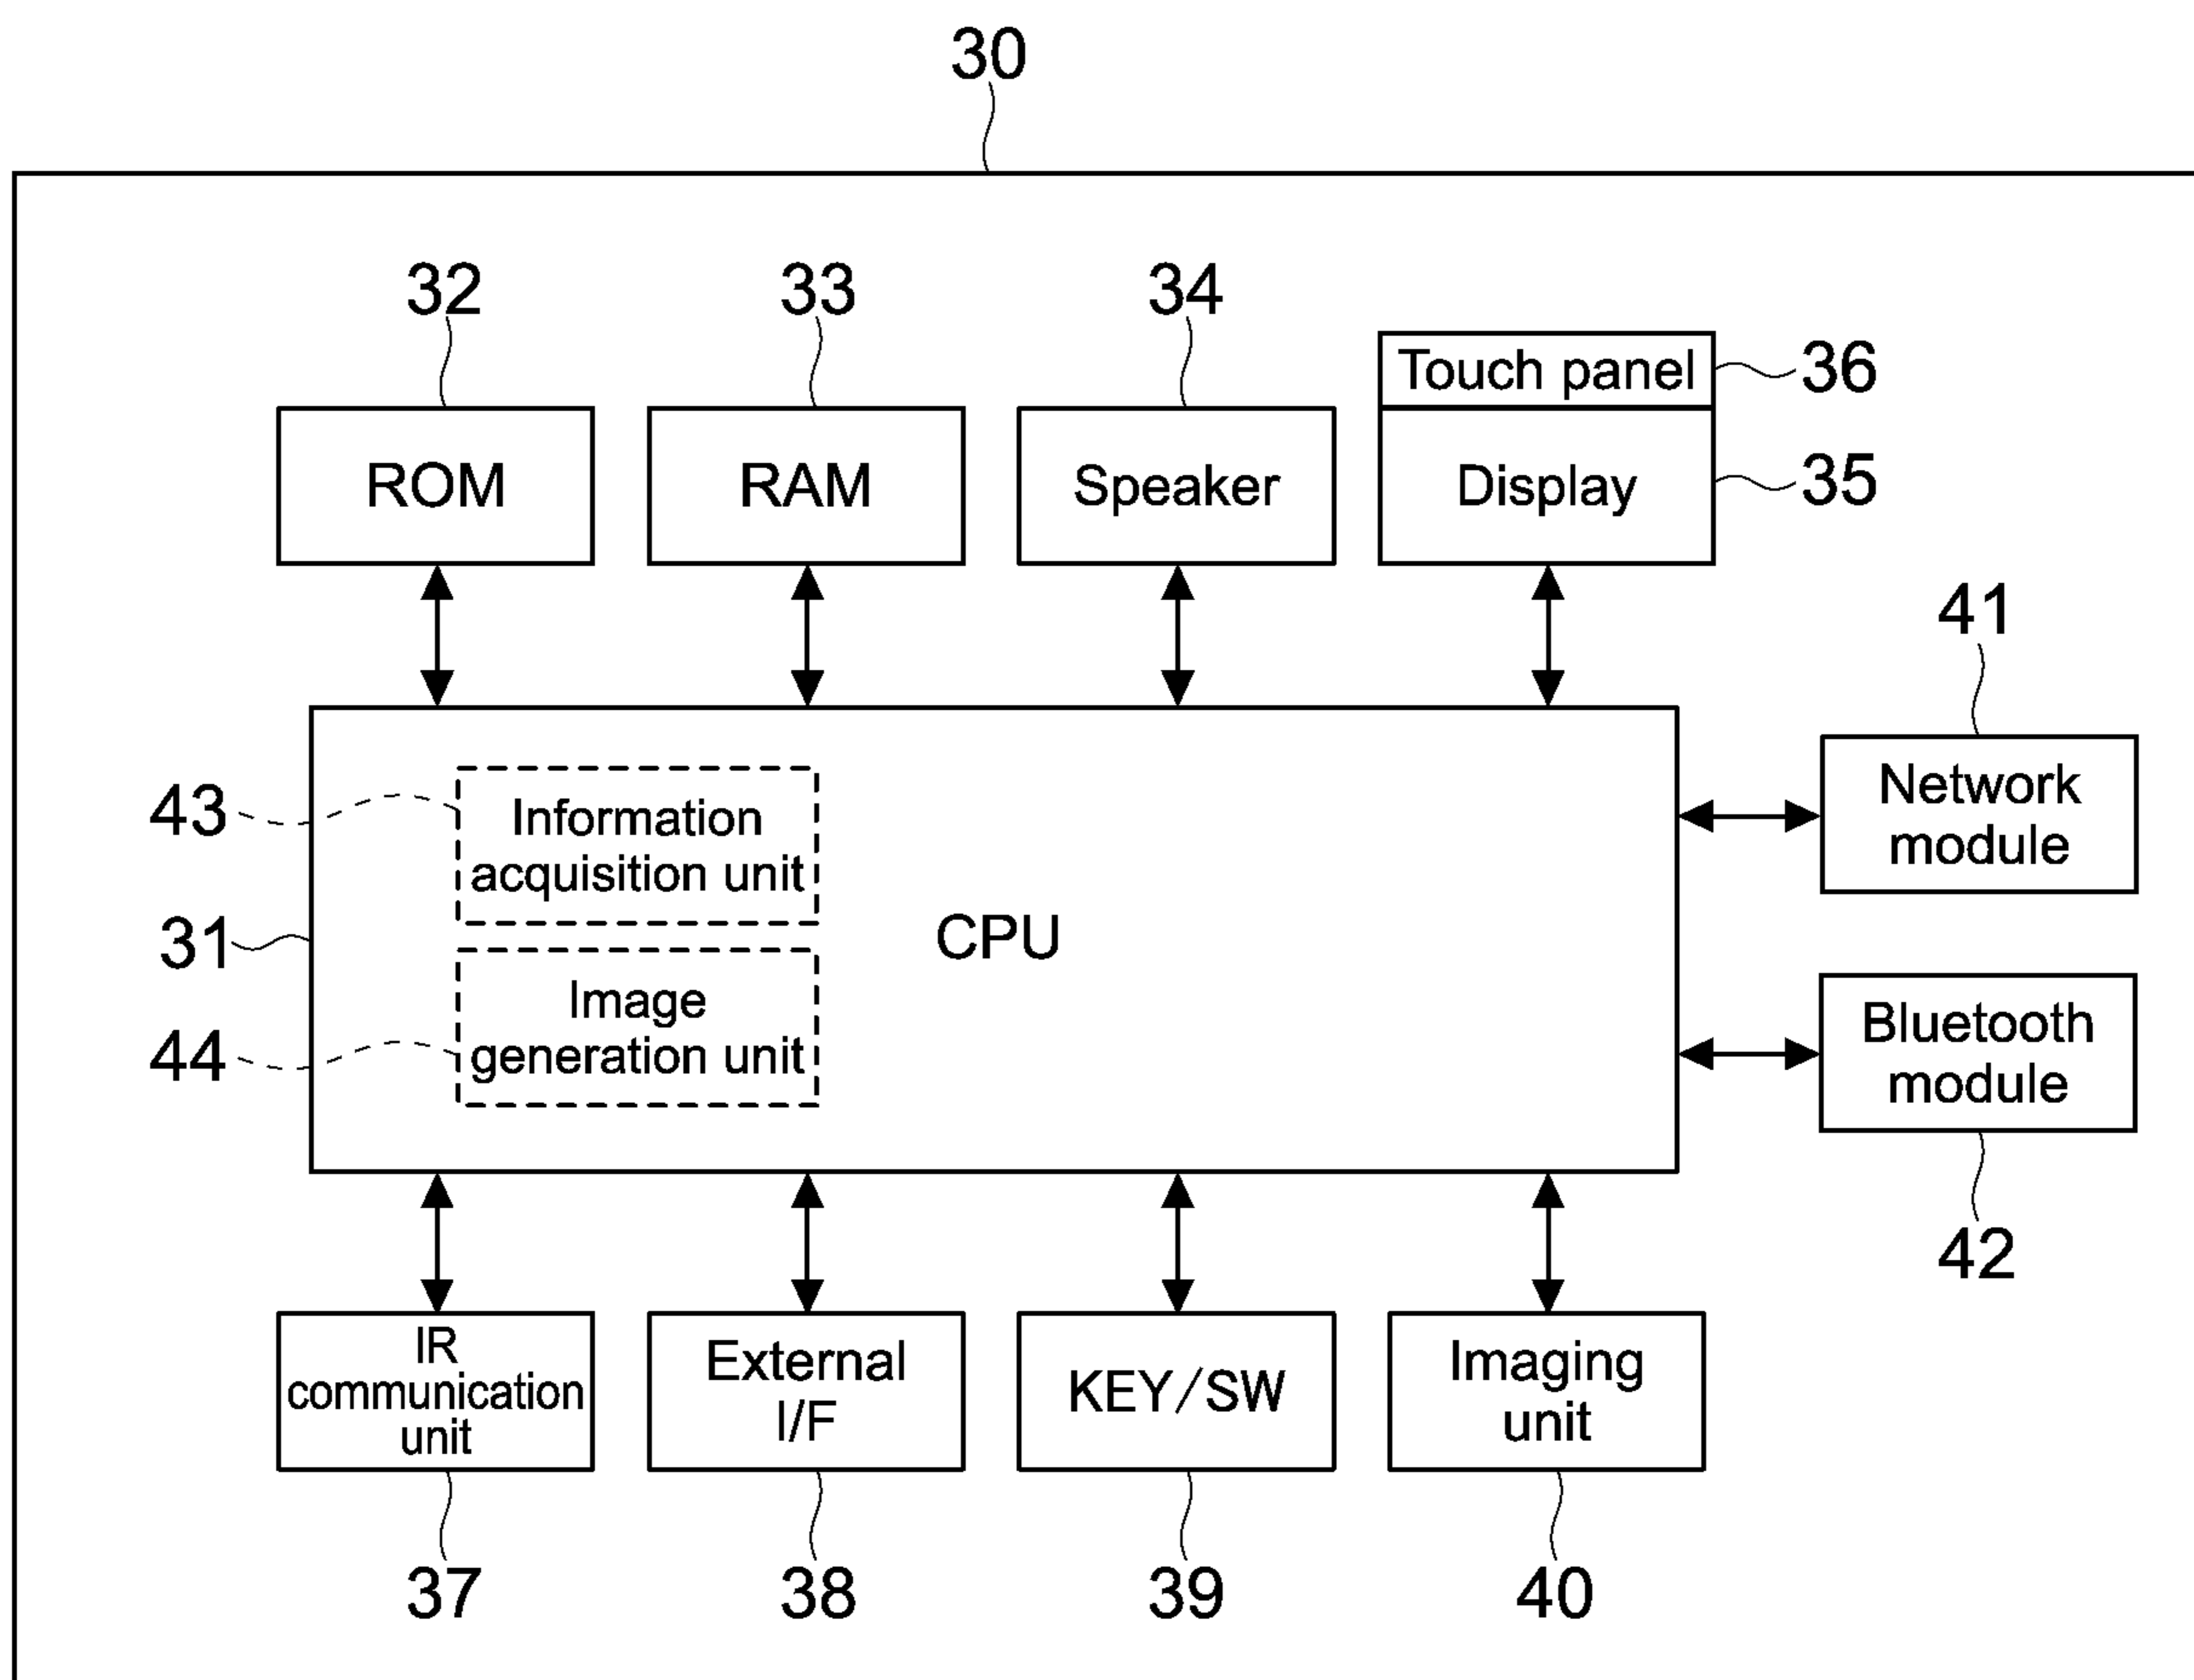 30
32
33
34
Touch panel
36
ROM
RAM
Speaker
Display
35
41
Network
module
43
Information
acquisition unit
31
CPU
Image
generation unit
44
Bluetooth
module
42
IR
communication
unit
External
I/F
KEY/SW
Imaging
unit
37
38
39
40